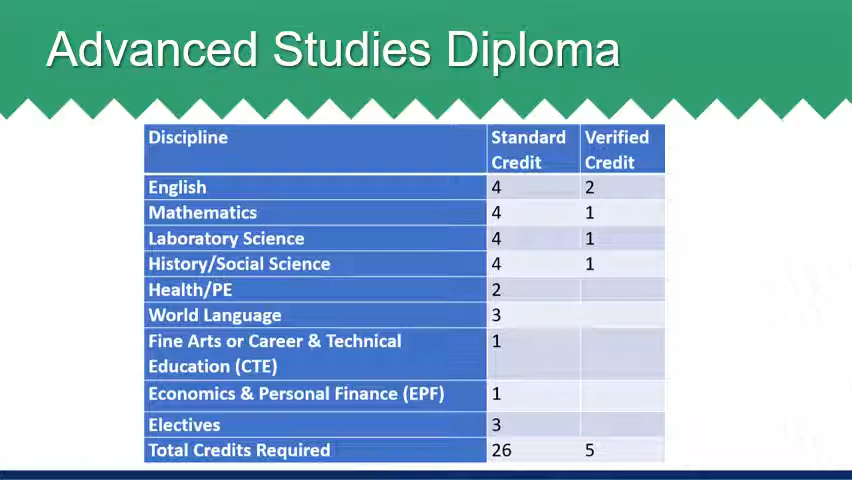 Advanced Studies Diploma
Discipline Standard Credit Verified Credit
English 4 2
Mathematics 4 1
Laboratory Science 4 1
History/Social Science 4 1
Health/PE 2
World Language 3
Fine Arts or Career & Technical Education (CTE) 1
Economics & Personal Finance (EPF) 1
Electives 3
Total Credits Required 26 5